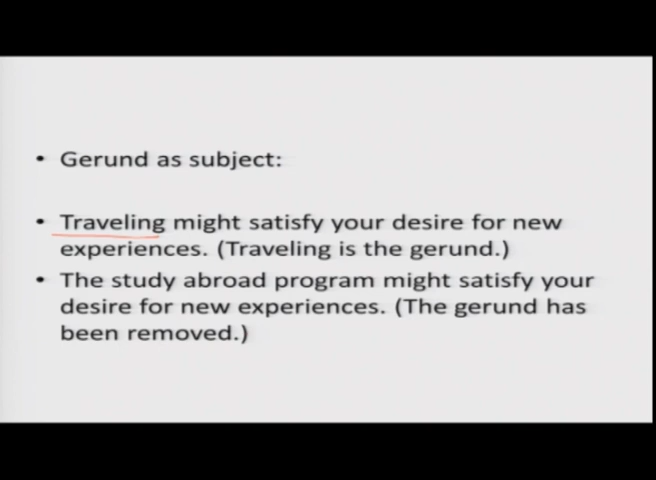 • Gerund as subject:
• Traveling might satisfy your desire for new
experiences. (Traveling is the gerund.)
• The study abroad program might satisfy your
desire for new experiences. (The gerund has
been removed.)